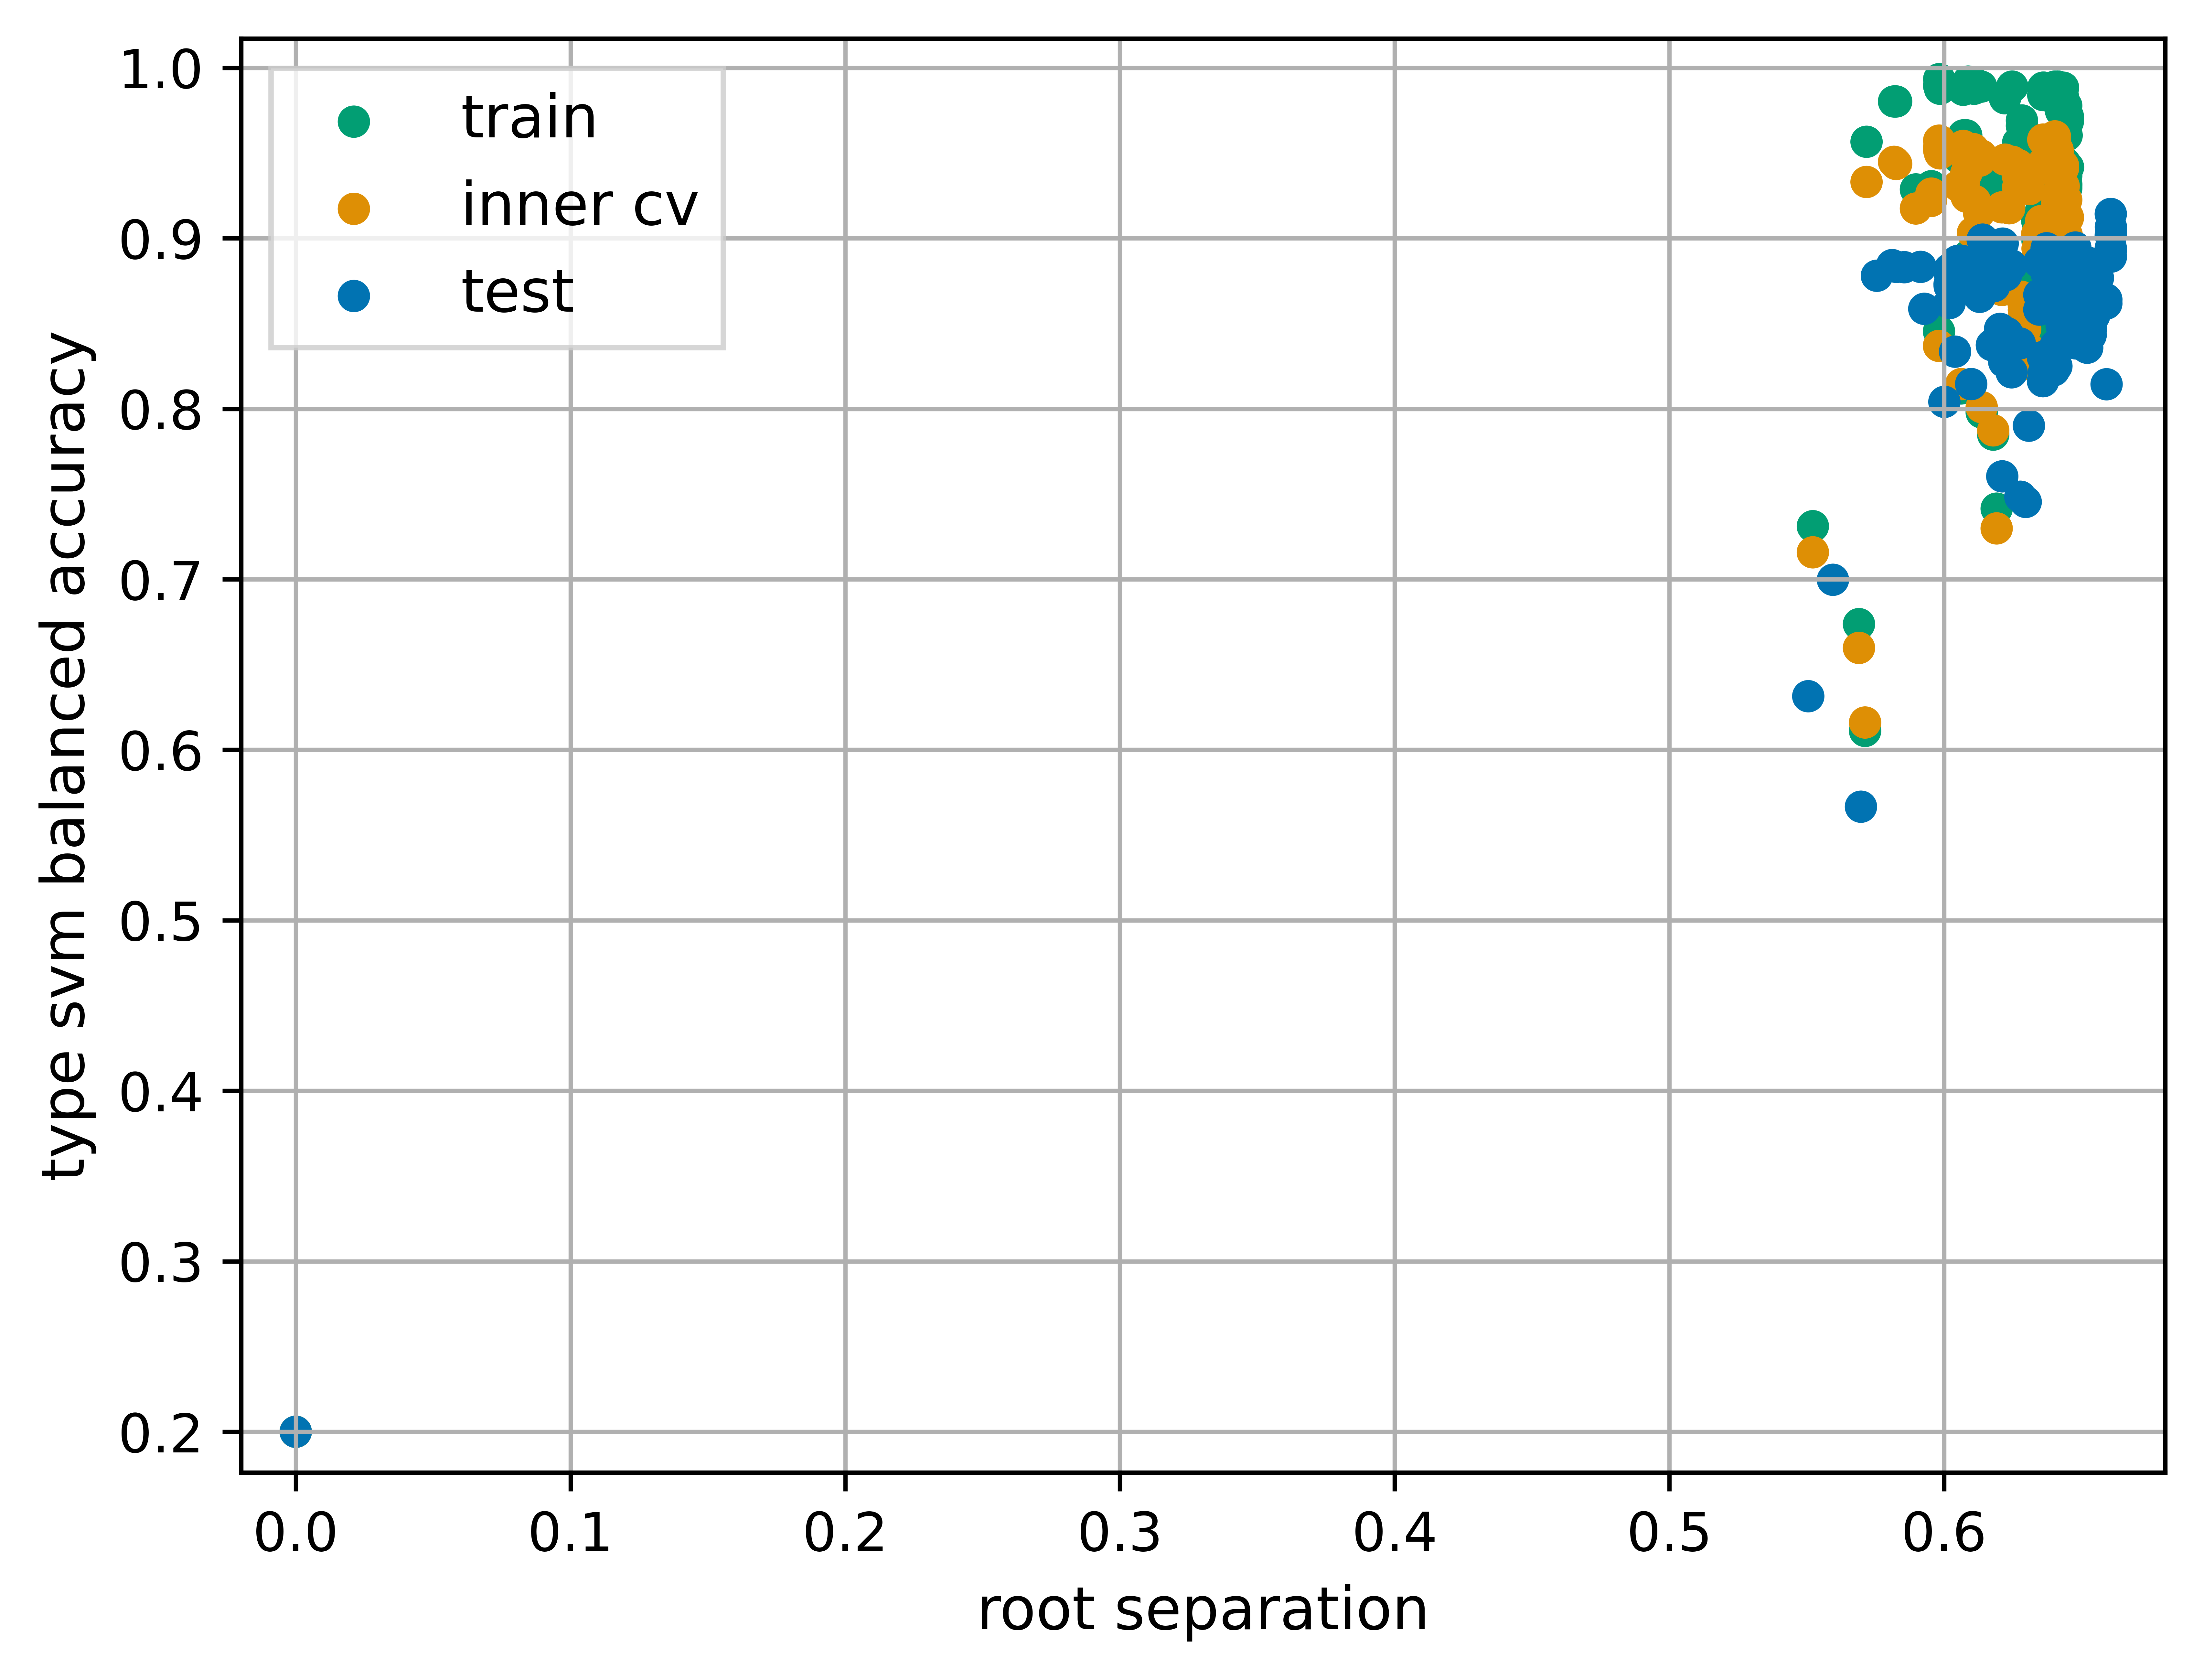 train
inner cv
test
type svm balanced accuracy
1.0
0.9
0.8
0.7
0.6
0.5
0.4
0.3
0.2
0.0 0.1 0.2 0.3 0.4 0.5 0.6
root separation